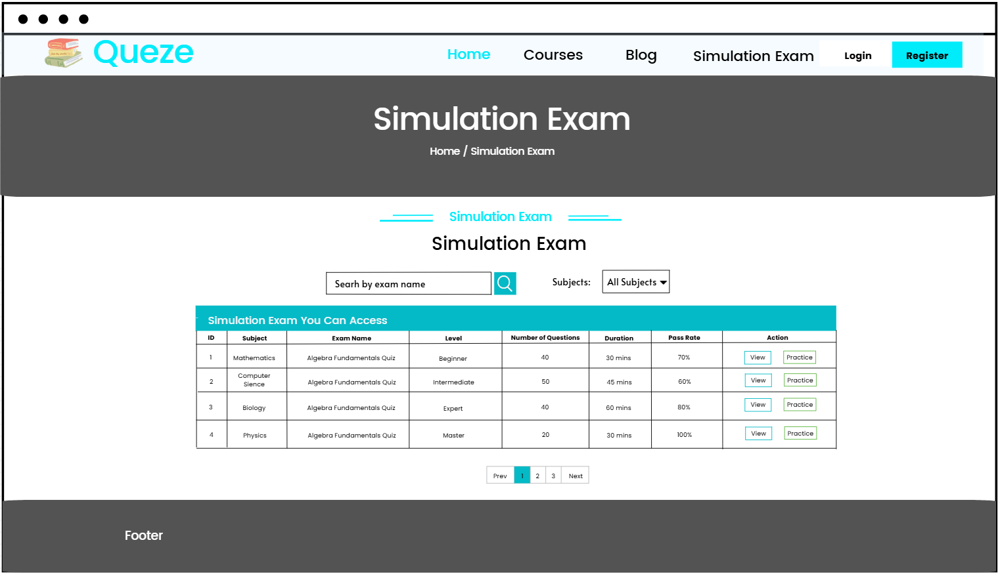 Queze
Home Courses Blog Simulation Exam Login Register
Simulation Exam
Home / Simulation Exam
Simulation Exam
Simulation Exam
Searh by exam name
Subjects: All Subjects
Simulation Exam You Can Access
ID Subject Exam Name Level Number of Questions Duration Pass Rate Action
1 Mathematics Algebra Fundamentals Quiz Beginner 40 30 mins 70% View Practice
2 Computer Sience Algebra Fundamentals Quiz Intermediate 50 45 mins 60% View Practice
3 Biology Algebra Fundamentals Quiz Expert 40 60 mins 80% View Practice
4 Physics Algebra Fundamentals Quiz Master 20 30 mins 100% View Practice
Prev 1 2 3 Next
Footer